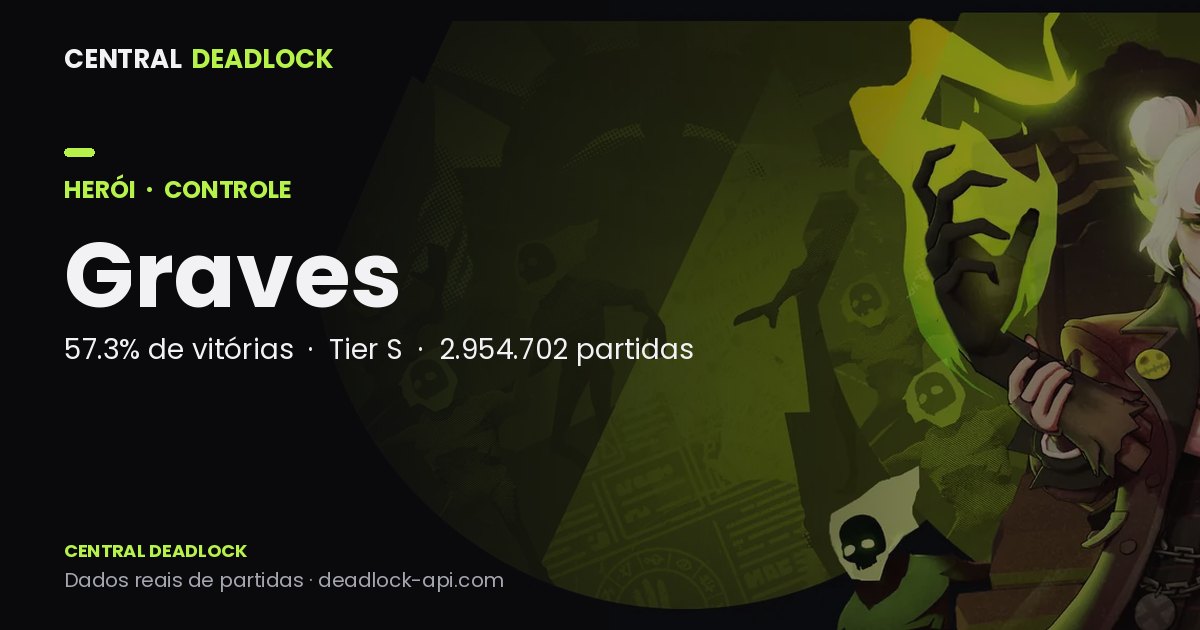 CENTRAL DEADLOCK
HERÓI · CONTROLE
Graves
57.3% de vitórias · Tier S · 2.954.702 partidas
CENTRAL DEADLOCK
Dados reais de partidas · deadlock-api.com